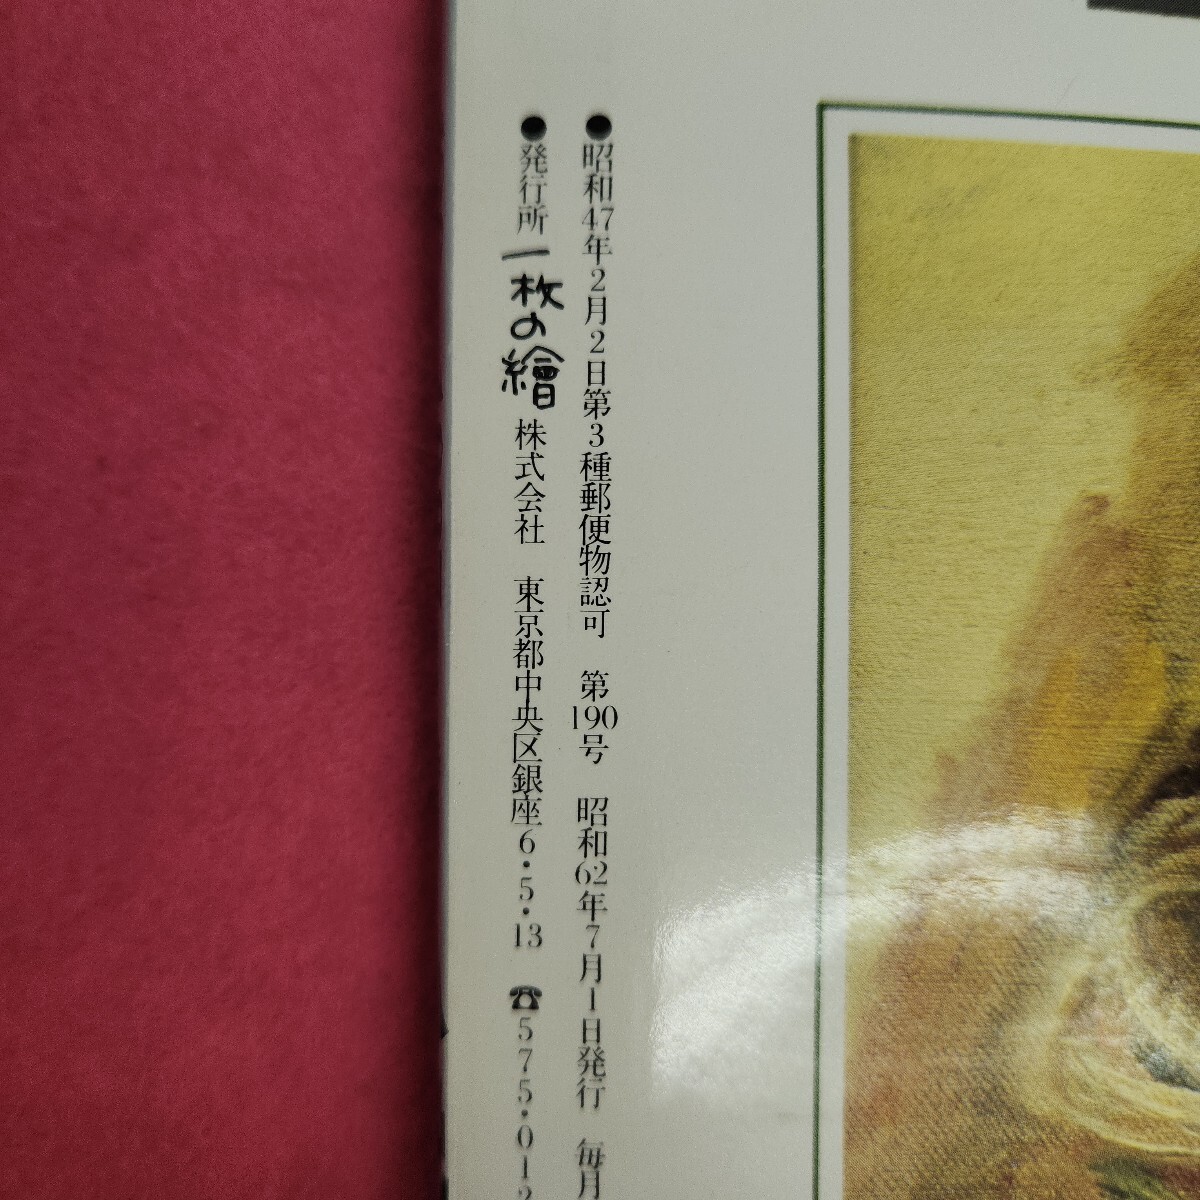 ●昭和47年2月2日第3種郵便物認可　第190号　昭和62年7月1日発行　毎月
●発行所 一枚の繪 株式会社　東京都中央区銀座6・5・13　☎575・012